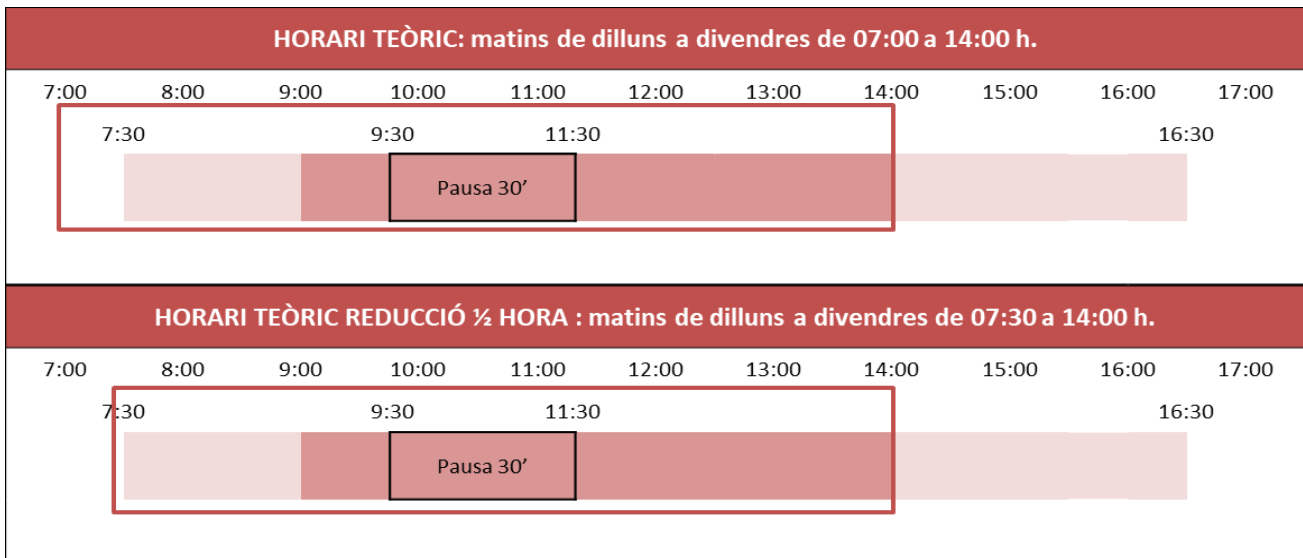 HORARI TEÒRIC: matins de dilluns a divendres de 07:00 a 14:00 h.
7:00 8:00 9:00 10:00 11:00 12:00 13:00 14:00 15:00 16:00 17:00
7:30 9:30 11:30 16:30
Pausa 30’
HORARI TEÒRIC REDUCCIÓ ½ HORA : matins de dilluns a divendres de 07:30 a 14:00 h.
7:00 8:00 9:00 10:00 11:00 12:00 13:00 14:00 15:00 16:00 17:00
7:30 9:30 11:30 16:30
Pausa 30’